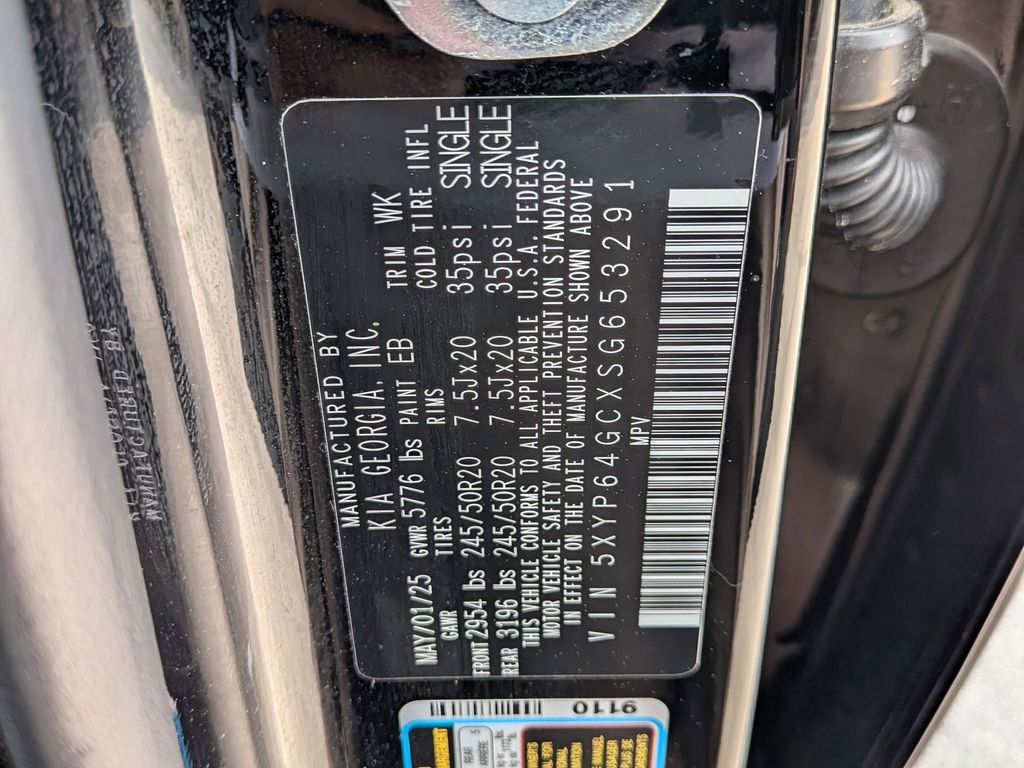 MANUFACTURED BY
KIA GEORGIA, INC.
MAY/01/25 GVWR 5776 lbs PAINT EB TRIM WK
GAWR TIRES RIMS COLD TIRE INFL
FRONT 2954 lbs 245/50R20 7.5Jx20 35psi SINGLE
REAR 3196 lbs 245/50R20 7.5Jx20 35psi SINGLE
THIS VEHICLE CONFORMS TO ALL APPLICABLE U.S.A. FEDERAL
MOTOR VEHICLE SAFETY AND THEFT PREVENTION STANDARDS
IN EFFECT ON THE DATE OF MANUFACTURE SHOWN ABOVE
VIN 5XYP64GCXSG653291
MPV
9110
REAR 5
ARRIERE